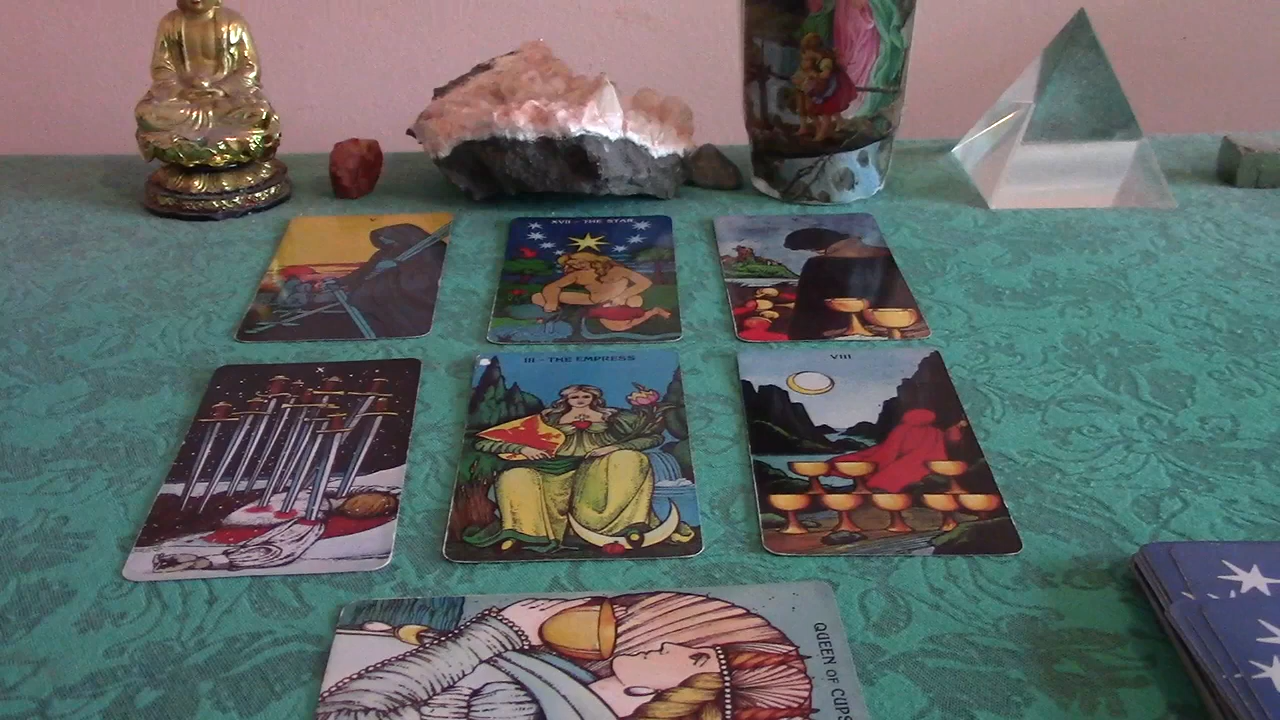 XVII - THE STAR
X
III - THE EMPRESS
VIII
QUEEN OF CUPS